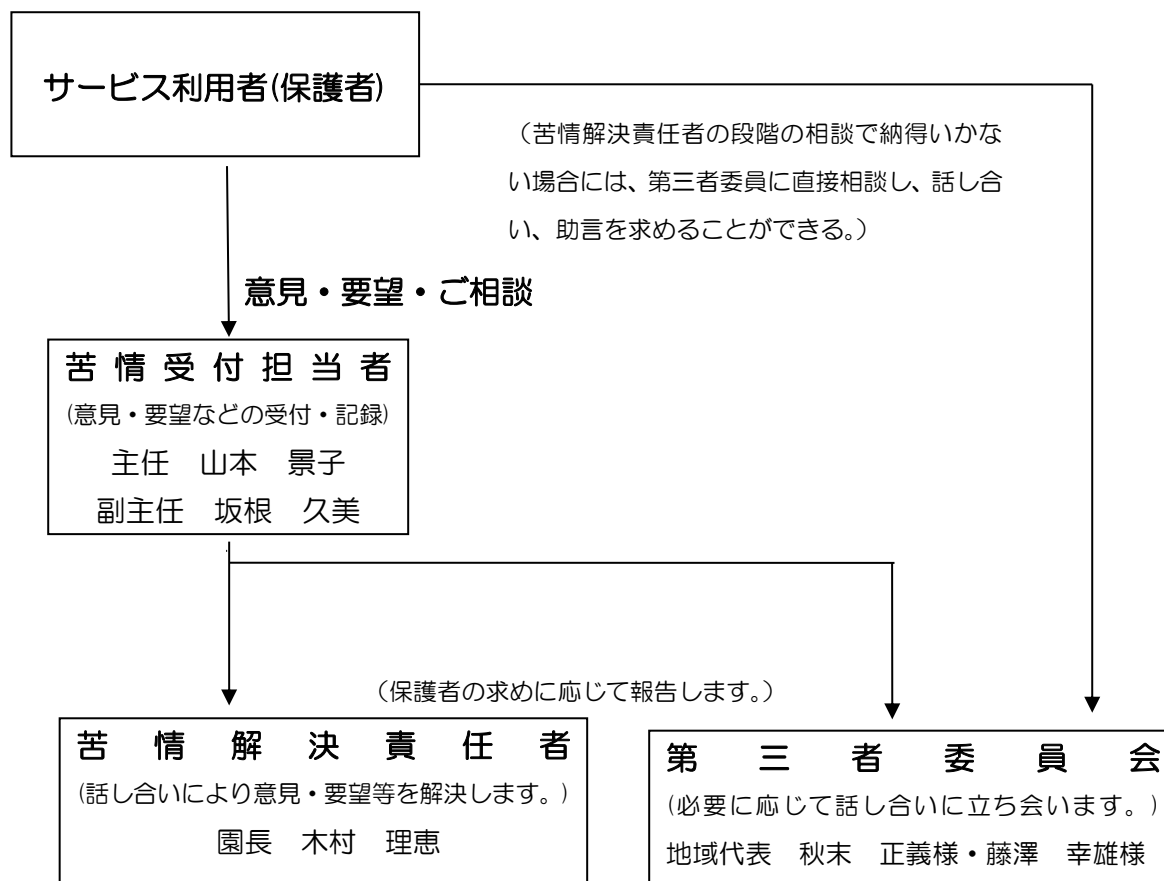 サービス利用者(保護者)
（苦情解決責任者の段階の相談で納得いかな
い場合には、第三者委員に直接相談し、話し合
い、助言を求めることができる。）
意見・要望・ご相談
苦情受付担当者
(意見・要望などの受付・記録)
主任　山本　景子
副主任　坂根　久美
（保護者の求めに応じて報告します。）
苦情解決責任者
(話し合いにより意見・要望等を解決します。)
園長　木村　理恵
第三者委員会
(必要に応じて話し合いに立ち会います。)
地域代表　秋末　正義様・藤澤　幸雄様